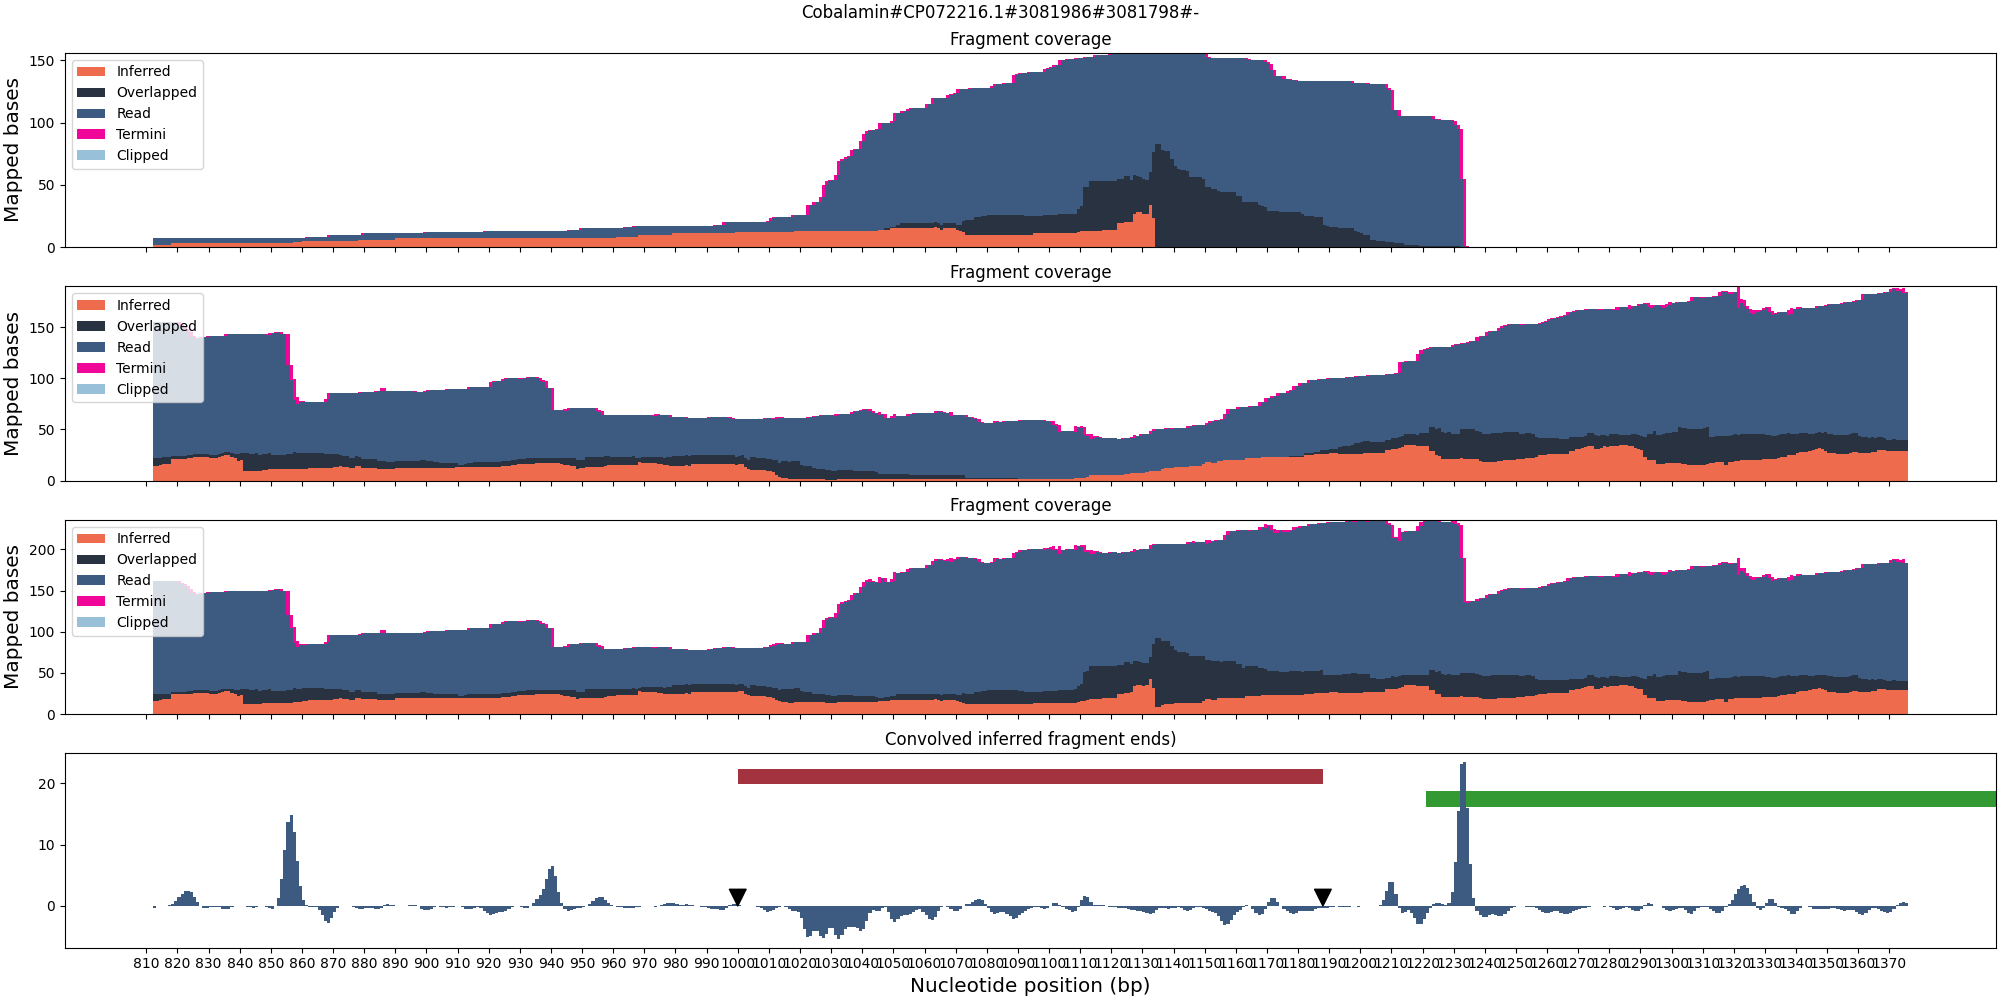 Cobalamin#CP072216.1#3081986#3081798#-
Fragment coverage
Mapped bases
150
100
50
0
Inferred
Overlapped
Read
Termini
Clipped
Fragment coverage
Mapped bases
150
100
50
0
Inferred
Overlapped
Read
Termini
Clipped
Fragment coverage
Mapped bases
200
150
100
50
0
Inferred
Overlapped
Read
Termini
Clipped
Convolved inferred fragment ends)
20
10
0
810 820 830 840 850 860 870 880 890 900 910 920 930 940 950 960 970 980 990 1000 1010 1020 1030 1040 1050 1060 1070 1080 1090 1100 1110 1120 1130 1140 1150 1160 1170 1180 1190 1200 1210 1220 1230 1240 1250 1260 1270 1280 1290 1300 1310 1320 1330 1340 1350 1360 1370
Nucleotide position (bp)